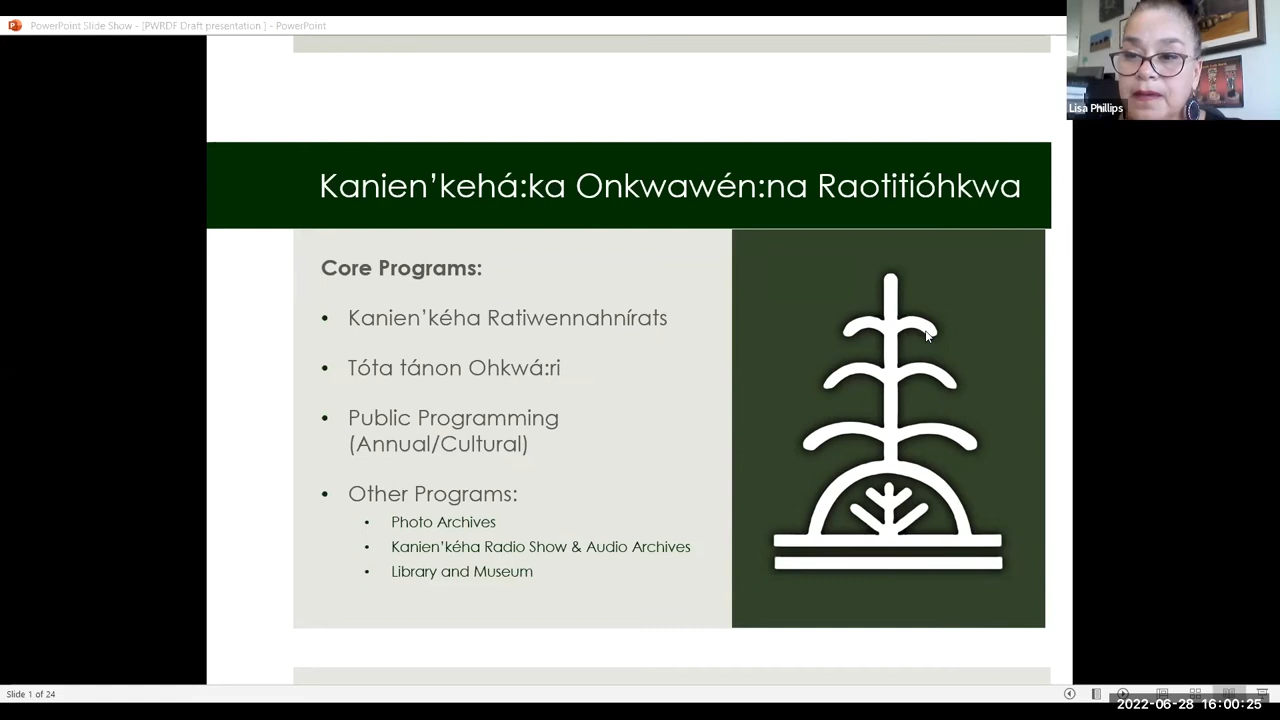 PowerPoint Slide Show - [PWRDF Draft presentation ] - PowerPoint
Lisa Phillips
Kanien’kehá:ka Onkwawén:na Raotitióhkwa
Core Programs:
• Kanien’kéha Ratiwennahnírats
• Tóta tánon Ohkwá:ri
• Public Programming
(Annual/Cultural)
• Other Programs:
• Photo Archives
• Kanien’kéha Radio Show & Audio Archives
• Library and Museum
Slide 1 of 24
2022-06-28 16:00:25